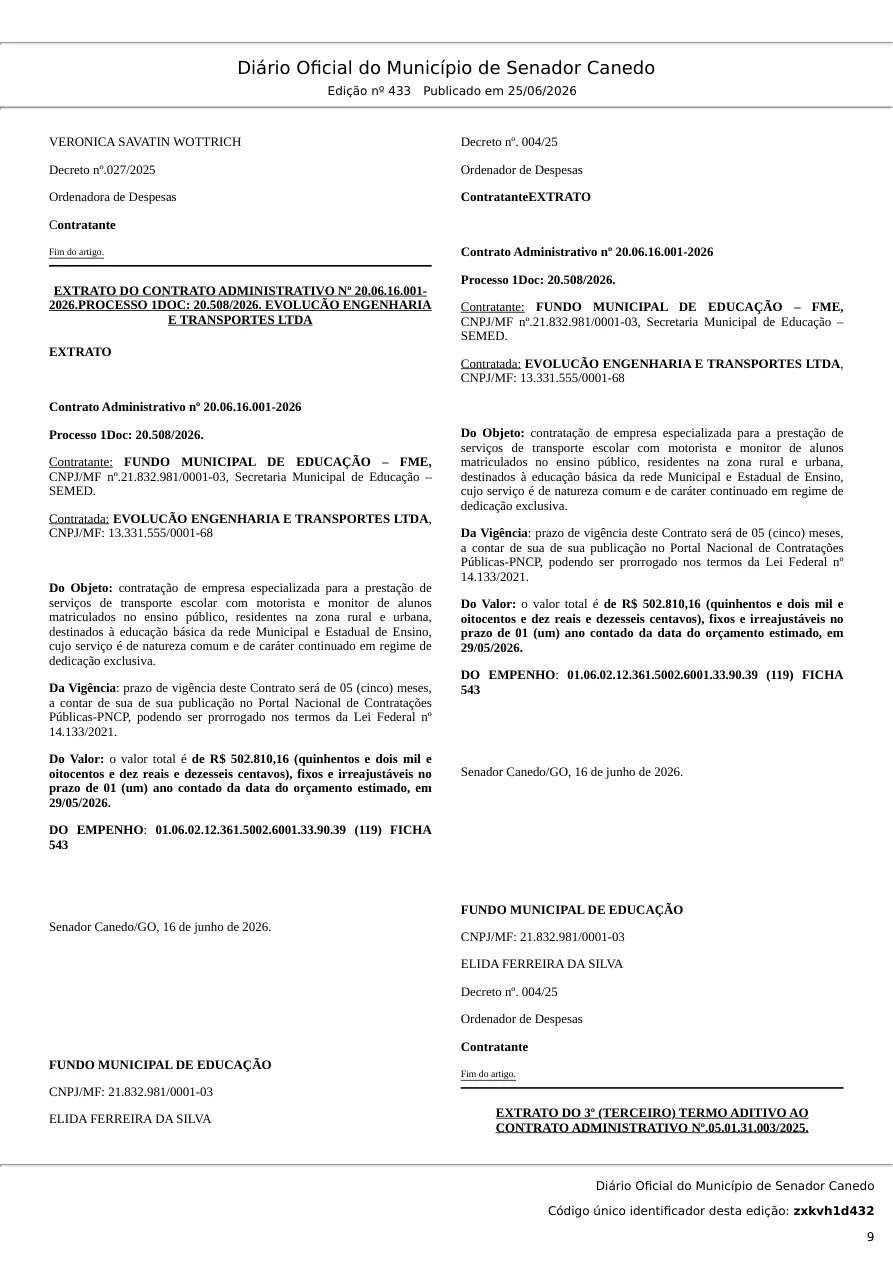 Diário Oficial do Município de Senador Canedo
Edição nº 433   Publicado em 25/06/2026
VERONICA SAVATIN WOTTRICH
Decreto nº.027/2025
Ordenadora de Despesas
Contratante
Fim do artigo.
EXTRATO DO CONTRATO ADMINISTRATIVO Nº 20.06.16.001-
2026.PROCESSO 1DOC: 20.508/2026. EVOLUCÃO ENGENHARIA
E TRANSPORTES LTDA
EXTRATO
Contrato Administrativo nº 20.06.16.001-2026
Processo 1Doc: 20.508/2026.
Contratante: FUNDO MUNICIPAL DE EDUCAÇÃO – FME,
CNPJ/MF nº.21.832.981/0001-03, Secretaria Municipal de Educação –
SEMED.
Contratada: EVOLUCÃO ENGENHARIA E TRANSPORTES LTDA,
CNPJ/MF: 13.331.555/0001-68
Do Objeto: contratação de empresa especializada para a prestação de
serviços de transporte escolar com motorista e monitor de alunos
matriculados no ensino público, residentes na zona rural e urbana,
destinados à educação básica da rede Municipal e Estadual de Ensino,
cujo serviço é de natureza comum e de caráter continuado em regime de
dedicação exclusiva.
Da Vigência: prazo de vigência deste Contrato será de 05 (cinco) meses,
a contar de sua de sua publicação no Portal Nacional de Contratações
Públicas-PNCP, podendo ser prorrogado nos termos da Lei Federal nº
14.133/2021.
Do Valor: o valor total é de R$ 502.810,16 (quinhentos e dois mil e
oitocentos e dez reais e dezesseis centavos), fixos e irreajustáveis no
prazo de 01 (um) ano contado da data do orçamento estimado, em
29/05/2026.
DO EMPENHO: 01.06.02.12.361.5002.6001.33.90.39 (119) FICHA
543
Senador Canedo/GO, 16 de junho de 2026.
FUNDO MUNICIPAL DE EDUCAÇÃO
CNPJ/MF: 21.832.981/0001-03
ELIDA FERREIRA DA SILVA
Decreto nº. 004/25
Ordenador de Despesas
ContratanteEXTRATO
Contrato Administrativo nº 20.06.16.001-2026
Processo 1Doc: 20.508/2026.
Contratante: FUNDO MUNICIPAL DE EDUCAÇÃO – FME,
CNPJ/MF nº.21.832.981/0001-03, Secretaria Municipal de Educação –
SEMED.
Contratada: EVOLUCÃO ENGENHARIA E TRANSPORTES LTDA,
CNPJ/MF: 13.331.555/0001-68
Do Objeto: contratação de empresa especializada para a prestação de
serviços de transporte escolar com motorista e monitor de alunos
matriculados no ensino público, residentes na zona rural e urbana,
destinados à educação básica da rede Municipal e Estadual de Ensino,
cujo serviço é de natureza comum e de caráter continuado em regime de
dedicação exclusiva.
Da Vigência: prazo de vigência deste Contrato será de 05 (cinco) meses,
a contar de sua de sua publicação no Portal Nacional de Contratações
Públicas-PNCP, podendo ser prorrogado nos termos da Lei Federal nº
14.133/2021.
Do Valor: o valor total é de R$ 502.810,16 (quinhentos e dois mil e
oitocentos e dez reais e dezesseis centavos), fixos e irreajustáveis no
prazo de 01 (um) ano contado da data do orçamento estimado, em
29/05/2026.
DO EMPENHO: 01.06.02.12.361.5002.6001.33.90.39 (119) FICHA
543
Senador Canedo/GO, 16 de junho de 2026.
FUNDO MUNICIPAL DE EDUCAÇÃO
CNPJ/MF: 21.832.981/0001-03
ELIDA FERREIRA DA SILVA
Decreto nº. 004/25
Ordenador de Despesas
Contratante
Fim do artigo.
EXTRATO DO 3º (TERCEIRO) TERMO ADITIVO AO
CONTRATO ADMINISTRATIVO Nº.05.01.31.003/2025.
Diário Oficial do Município de Senador Canedo
Código único identificador desta edição: zxkvh1d432
9